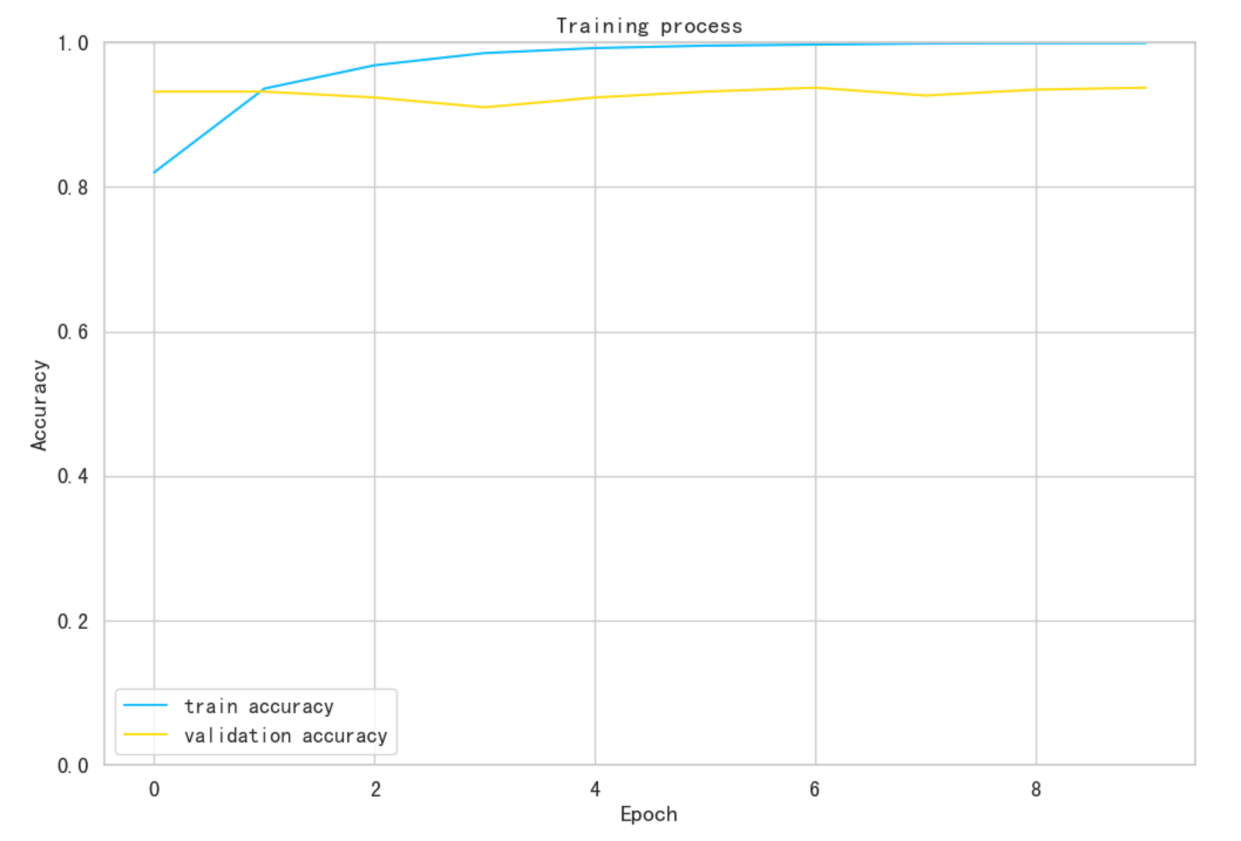 Training process
1.0
0.8
0.6
0.4
0.2
0.0
Accuracy
train accuracy
validation accuracy
0 2 4 6 8
Epoch